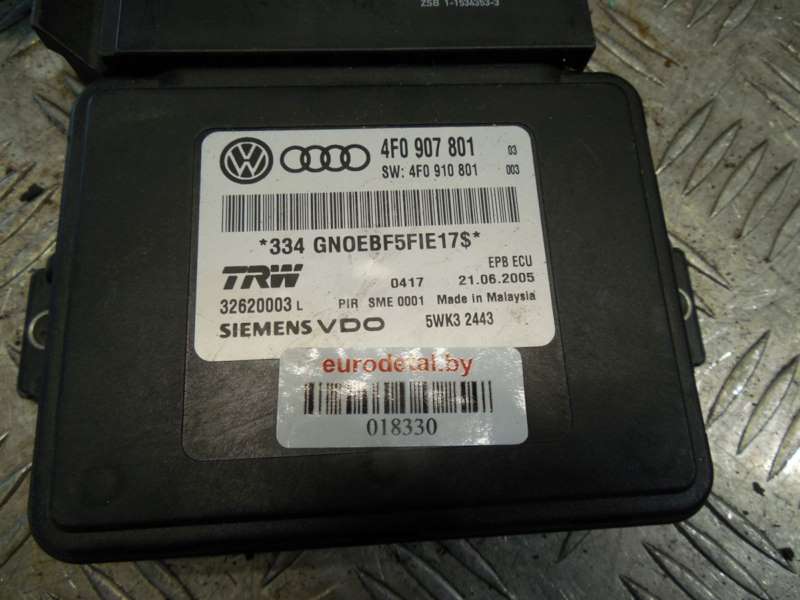 ZSB 1-1534353-3
4F0 907 801 03
SW: 4F0 910 801 003
*334 GNOEBF5FIE17$*
EPB ECU
TRW 0417 21.06.2005
32620003 L PIR SME 0001 Made in Malaysia
SIEMENS VDO 5WK3 2443
eurodetal.by
018330